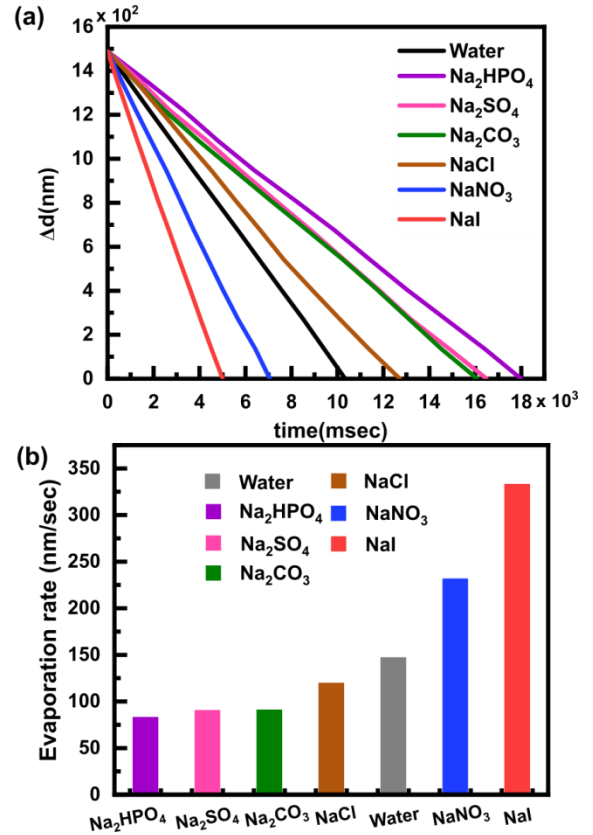 (a)
16 x 10²
14
12
10
8
6
4
2
0
Δd(nm)
Water
Na₂HPO₄
Na₂SO₄
Na₂CO₃
NaCl
NaNO₃
NaI
0 2 4 6 8 10 12 14 16 18 x 10³
time(msec)
(b)
350
300
250
200
150
100
50
0
Evaporation rate (nm/sec)
Water
Na₂HPO₄
Na₂SO₄
Na₂CO₃
NaCl
NaNO₃
NaI
Na₂HPO₄ Na₂SO₄ Na₂CO₃ NaCl Water NaNO₃ NaI